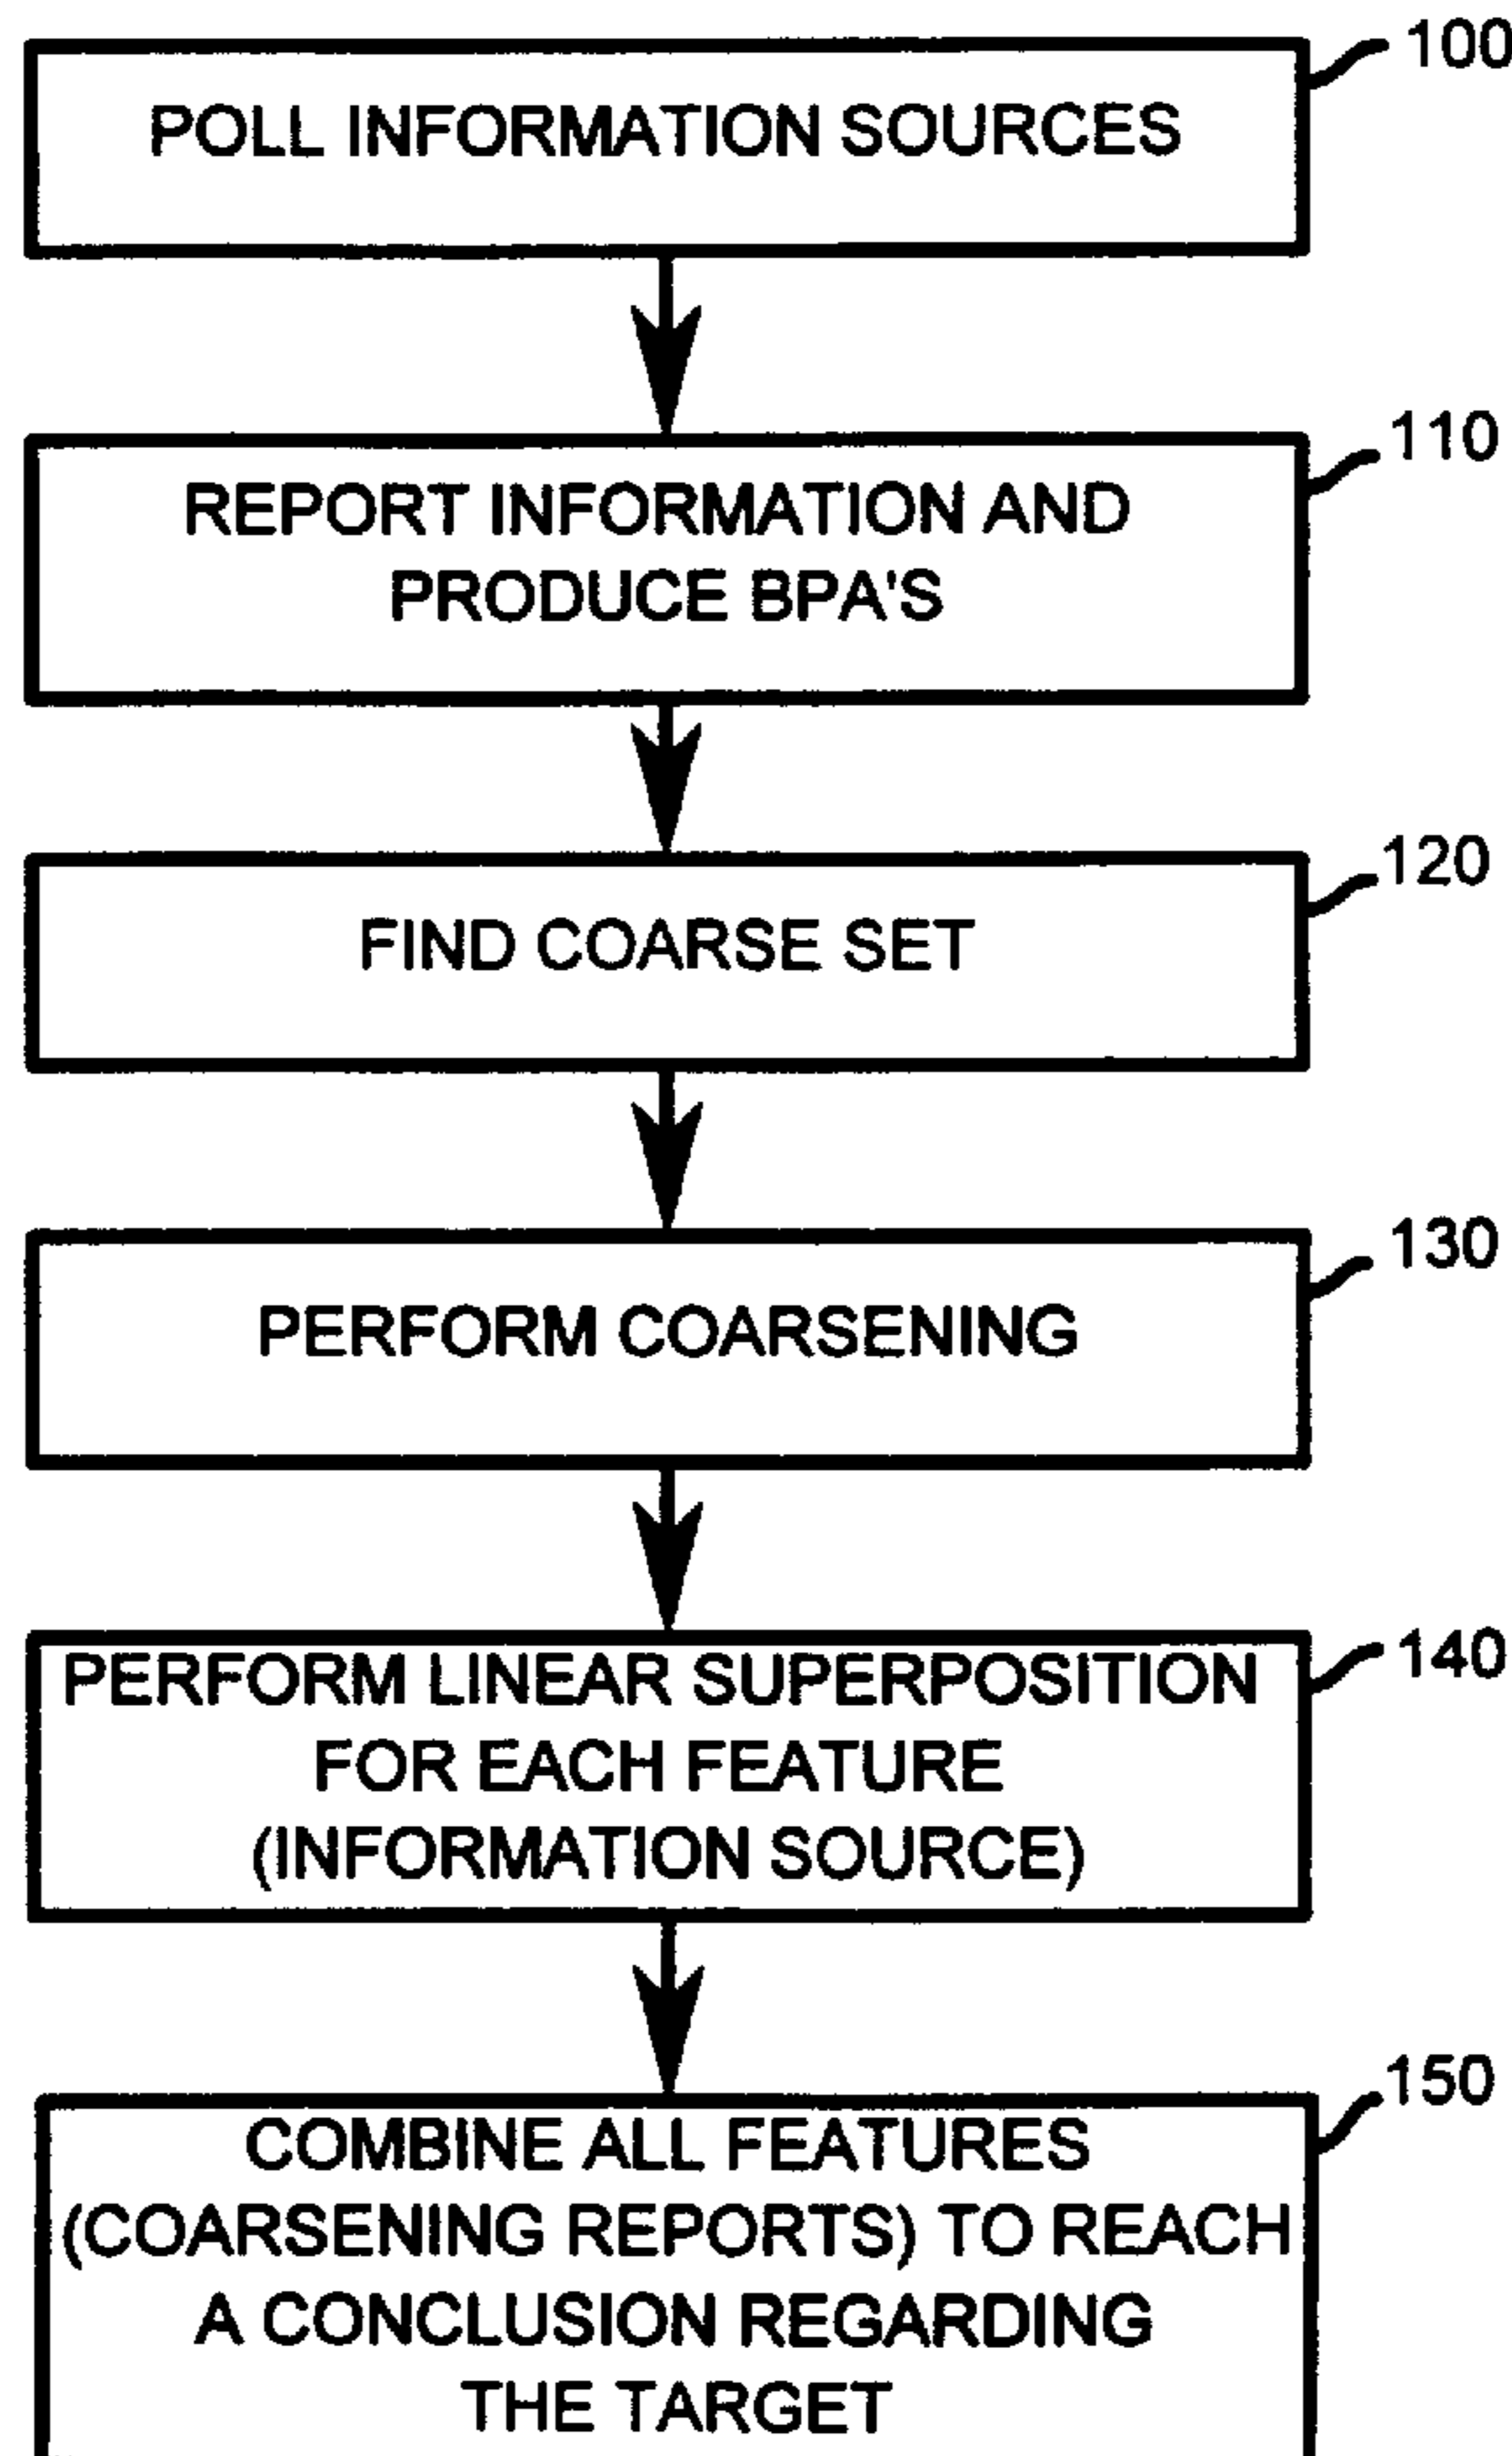 100
POLL INFORMATION SOURCES
110
REPORT INFORMATION AND
PRODUCE BPA'S
120
FIND COARSE SET
130
PERFORM COARSENING
140
PERFORM LINEAR SUPERPOSITION
FOR EACH FEATURE
(INFORMATION SOURCE)
150
COMBINE ALL FEATURES
(COARSENING REPORTS) TO REACH
A CONCLUSION REGARDING
THE TARGET